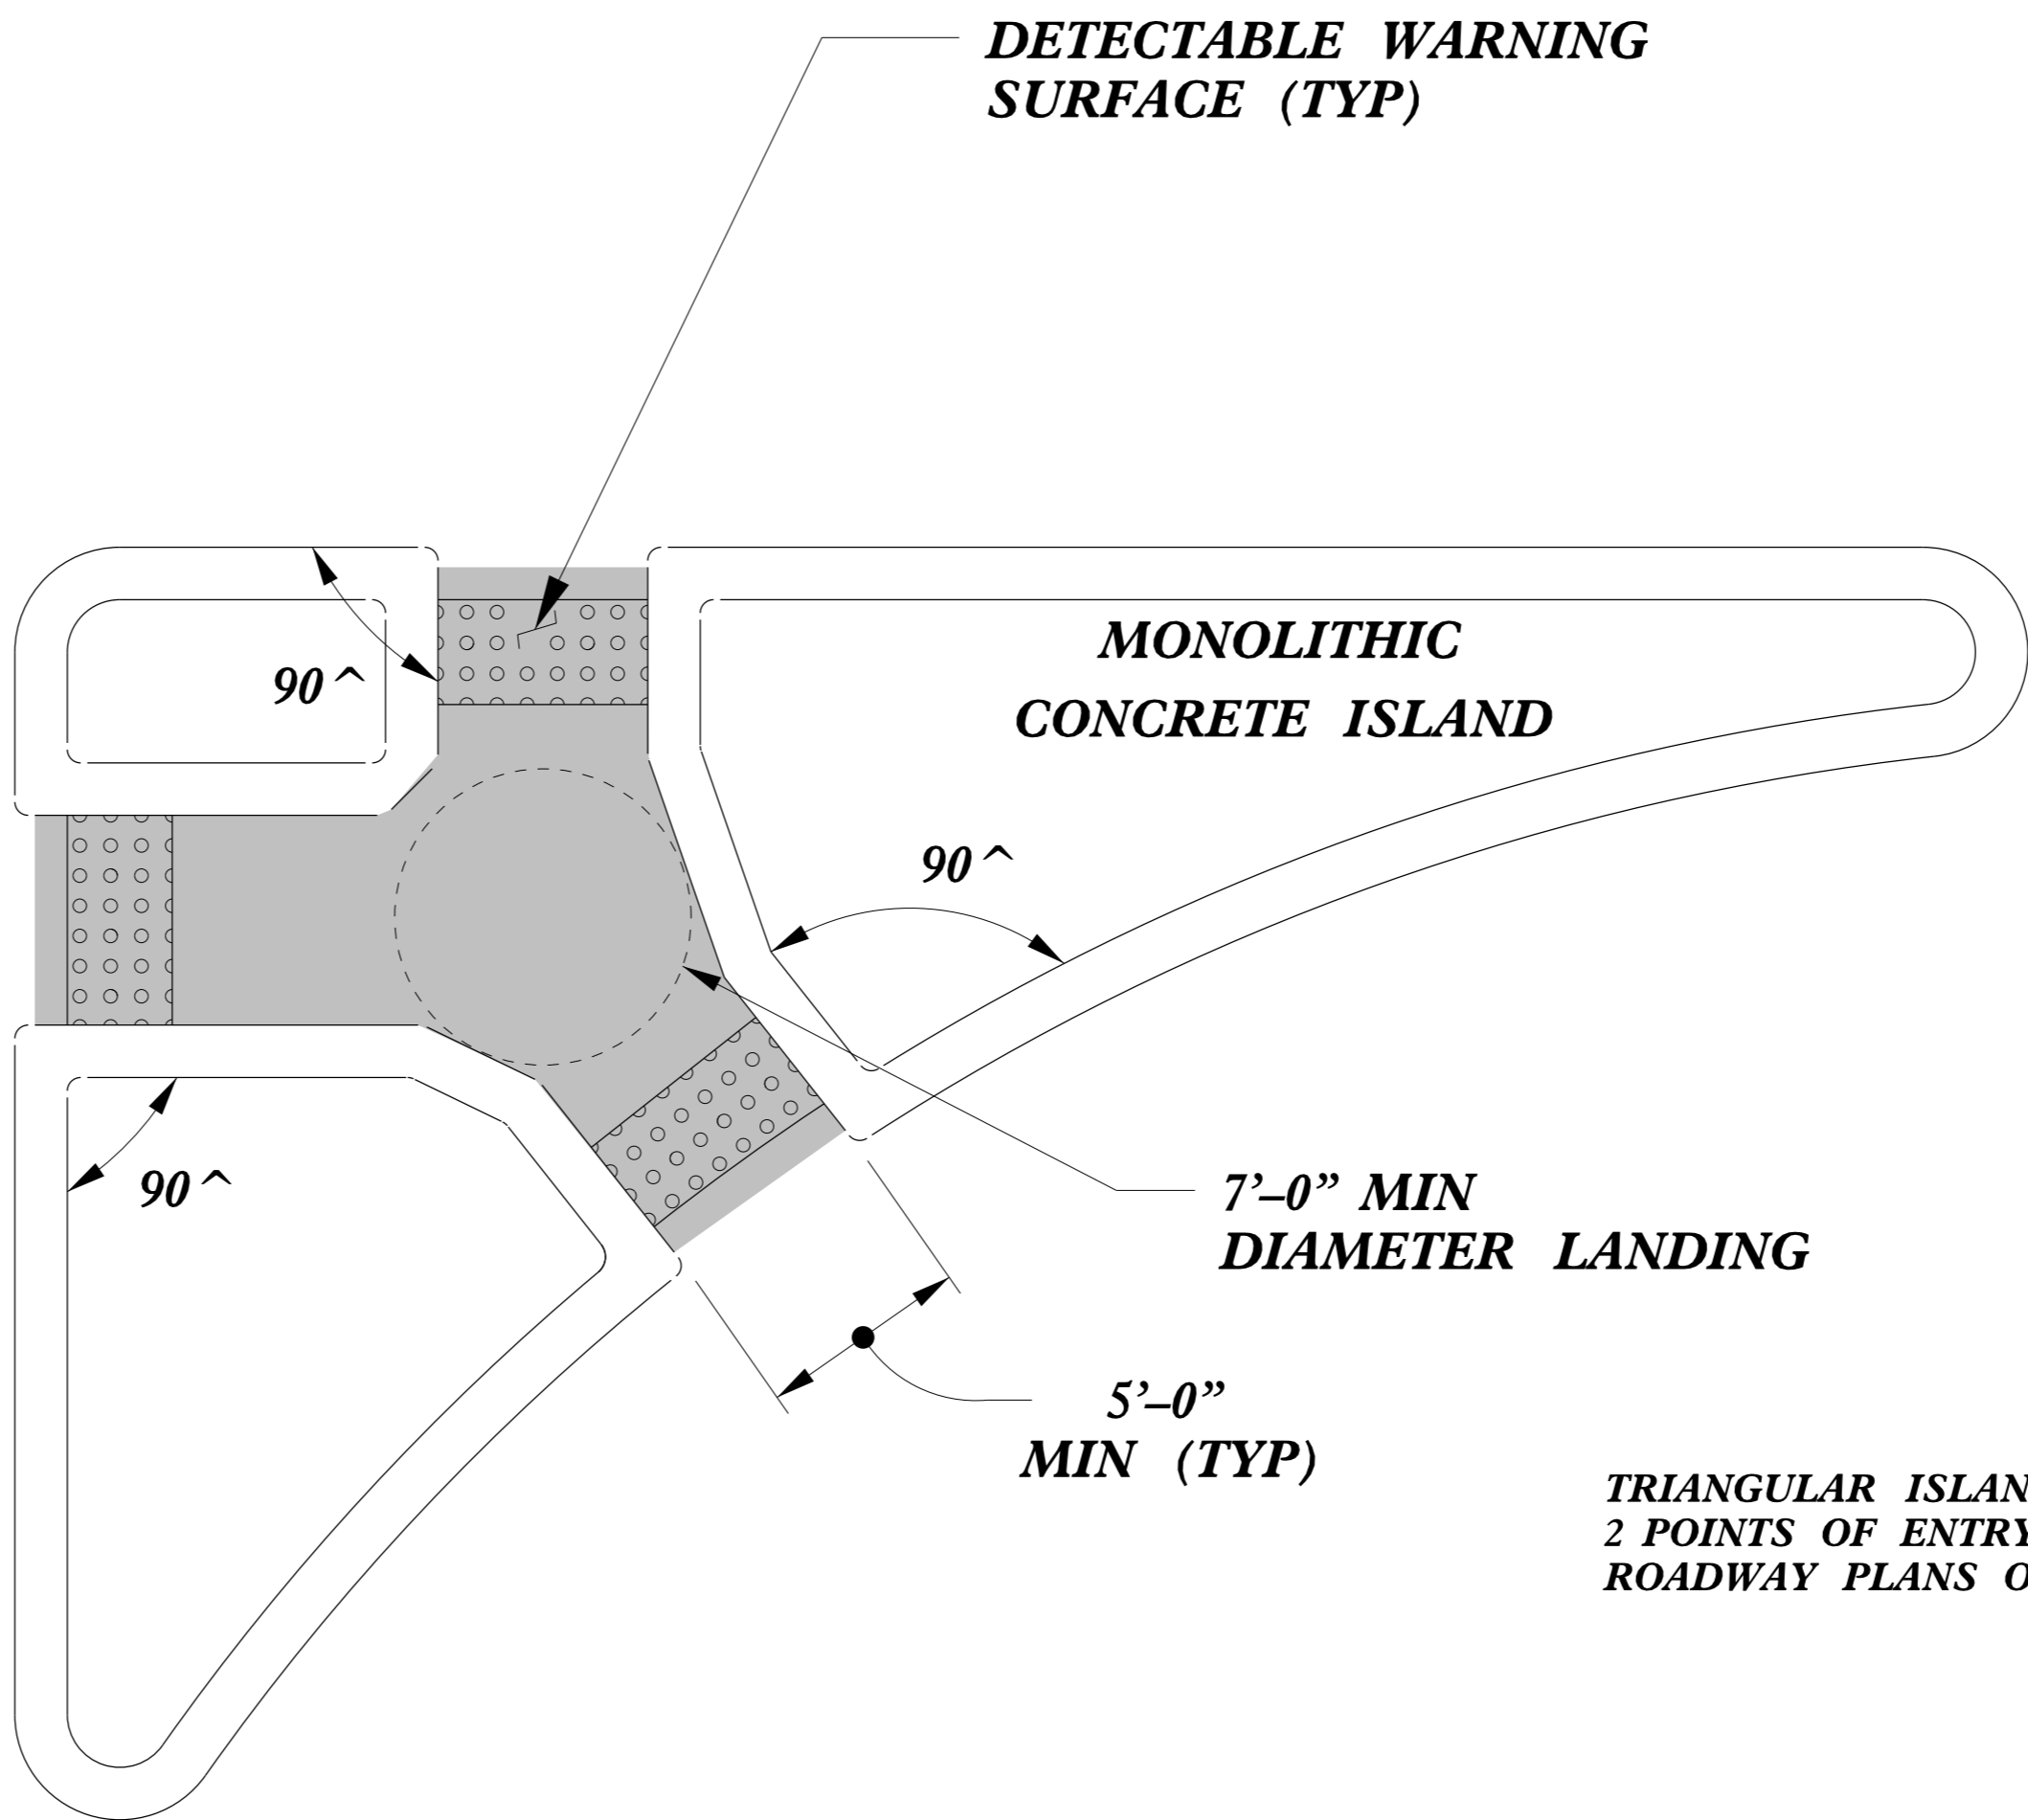 DETECTABLE WARNING
SURFACE (TYP)
MONOLITHIC
CONCRETE ISLAND
90^
90^
90^
7’–0” MIN
DIAMETER LANDING
5’–0”
MIN (TYP)
TRIANGULAR
2 POINTS OF ENTRY
ROADWAY PLANS